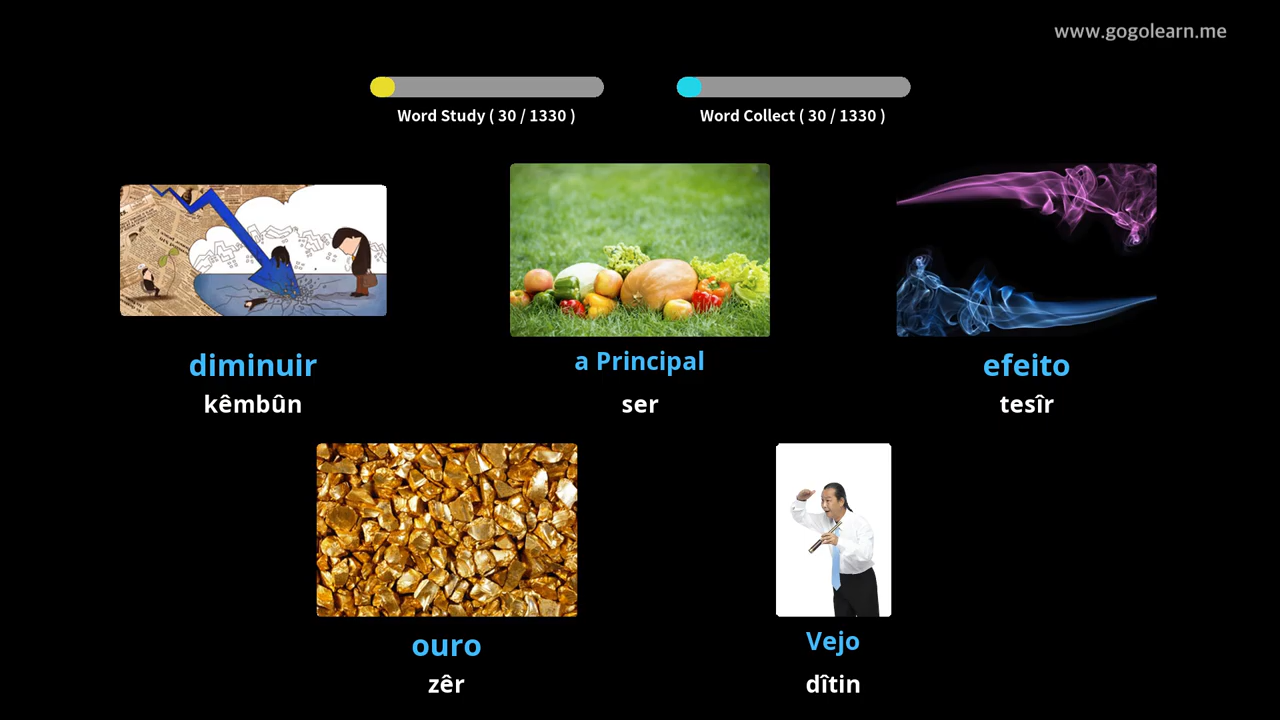 www.gogolearn.me
Word Study ( 30 / 1330 )
Word Collect ( 30 / 1330 )
diminuir
kêmbûn
a Principal
ser
efeito
tesîr
ouro
zêr
Vejo
dîtin